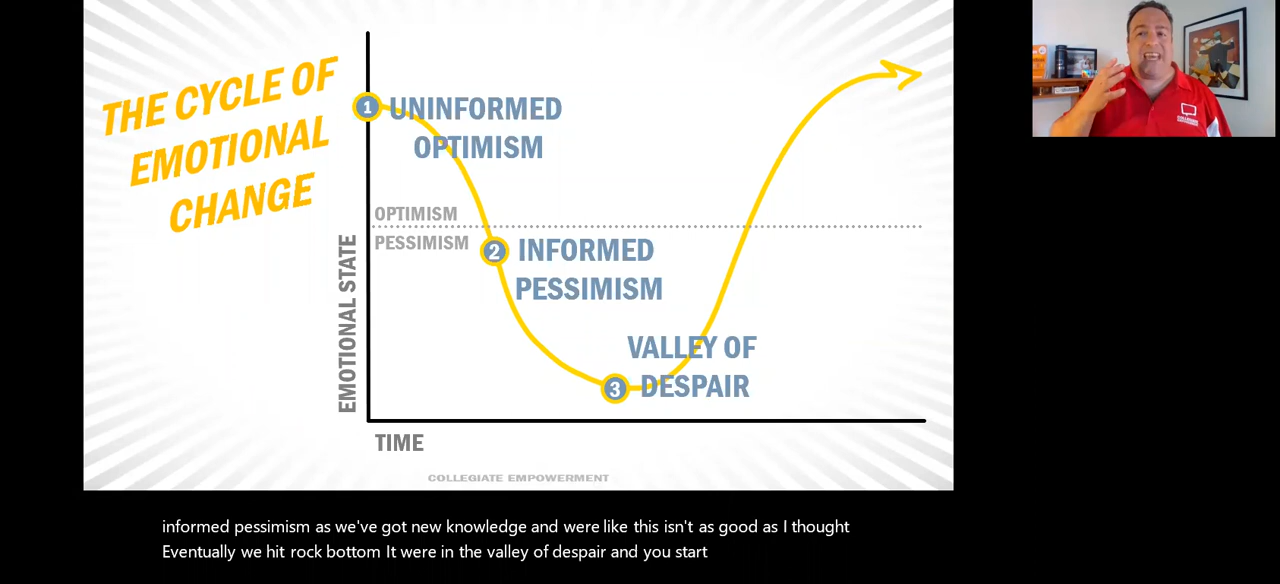 THE CYCLE OF
EMOTIONAL
CHANGE
1 UNINFORMED
OPTIMISM
OPTIMISM
PESSIMISM
2 INFORMED
PESSIMISM
VALLEY OF
3 DESPAIR
EMOTIONAL STATE
TIME
COLLEGIATE EMPOWERMENT
informed pessimism as we've got new knowledge and were like this isn't as good as I thought
Eventually we hit rock bottom It were in the valley of despair and you start